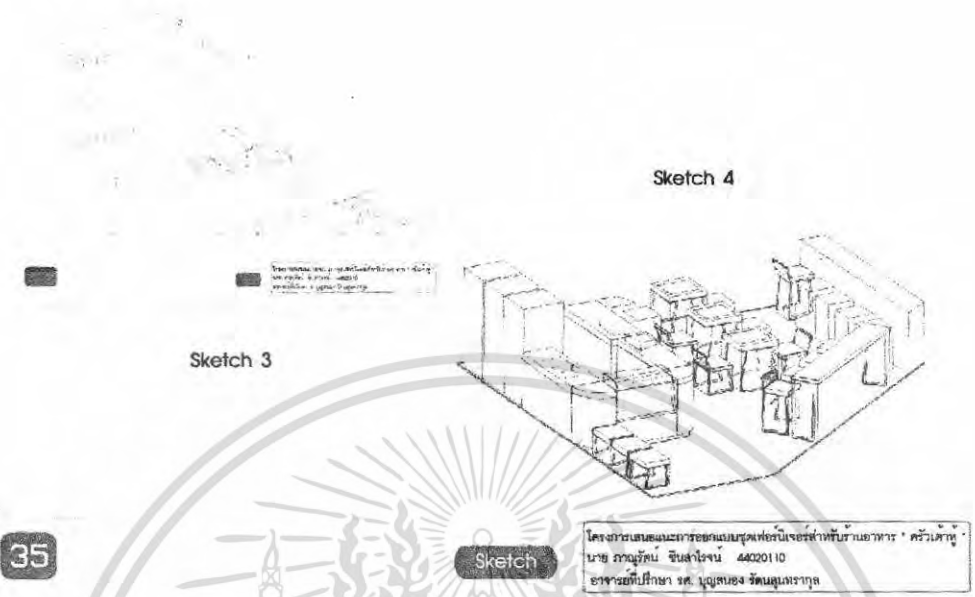 Sketch 4
Sketch 3
35
Sketch
โครงการเสนอแนะการออกแบบชุดเฟอร์นิเจอร์สำหรับร้านอาหาร " ครัวเต้าหู้ "
นาย ภาณุรัตน์ ชินสาโรจน์ 44020110
อาจารย์ที่ปรึกษา รศ. บุญสนอง รัตนสุนทรากุล